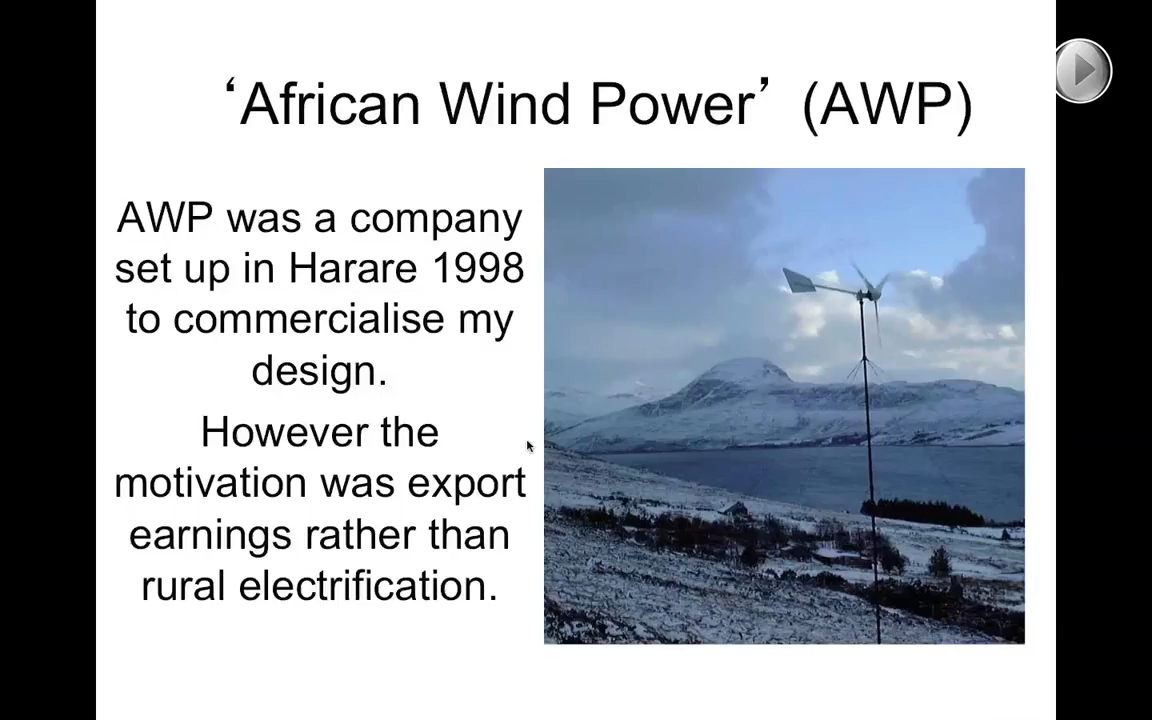 ‘African Wind Power’ (AWP)
AWP was a company
set up in Harare 1998
to commercialise my
design.
However the
motivation was export
earnings rather than
rural electrification.